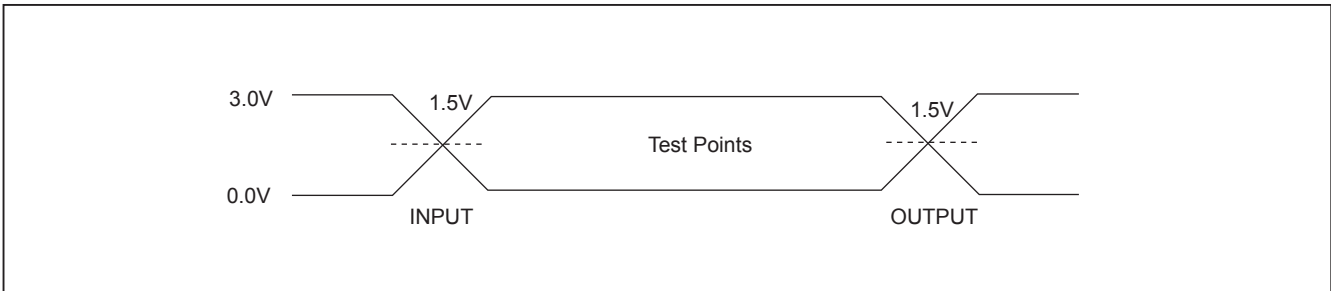 3.0V
1.5V
1.5V
Test Points
0.0V
INPUT
OUTPUT